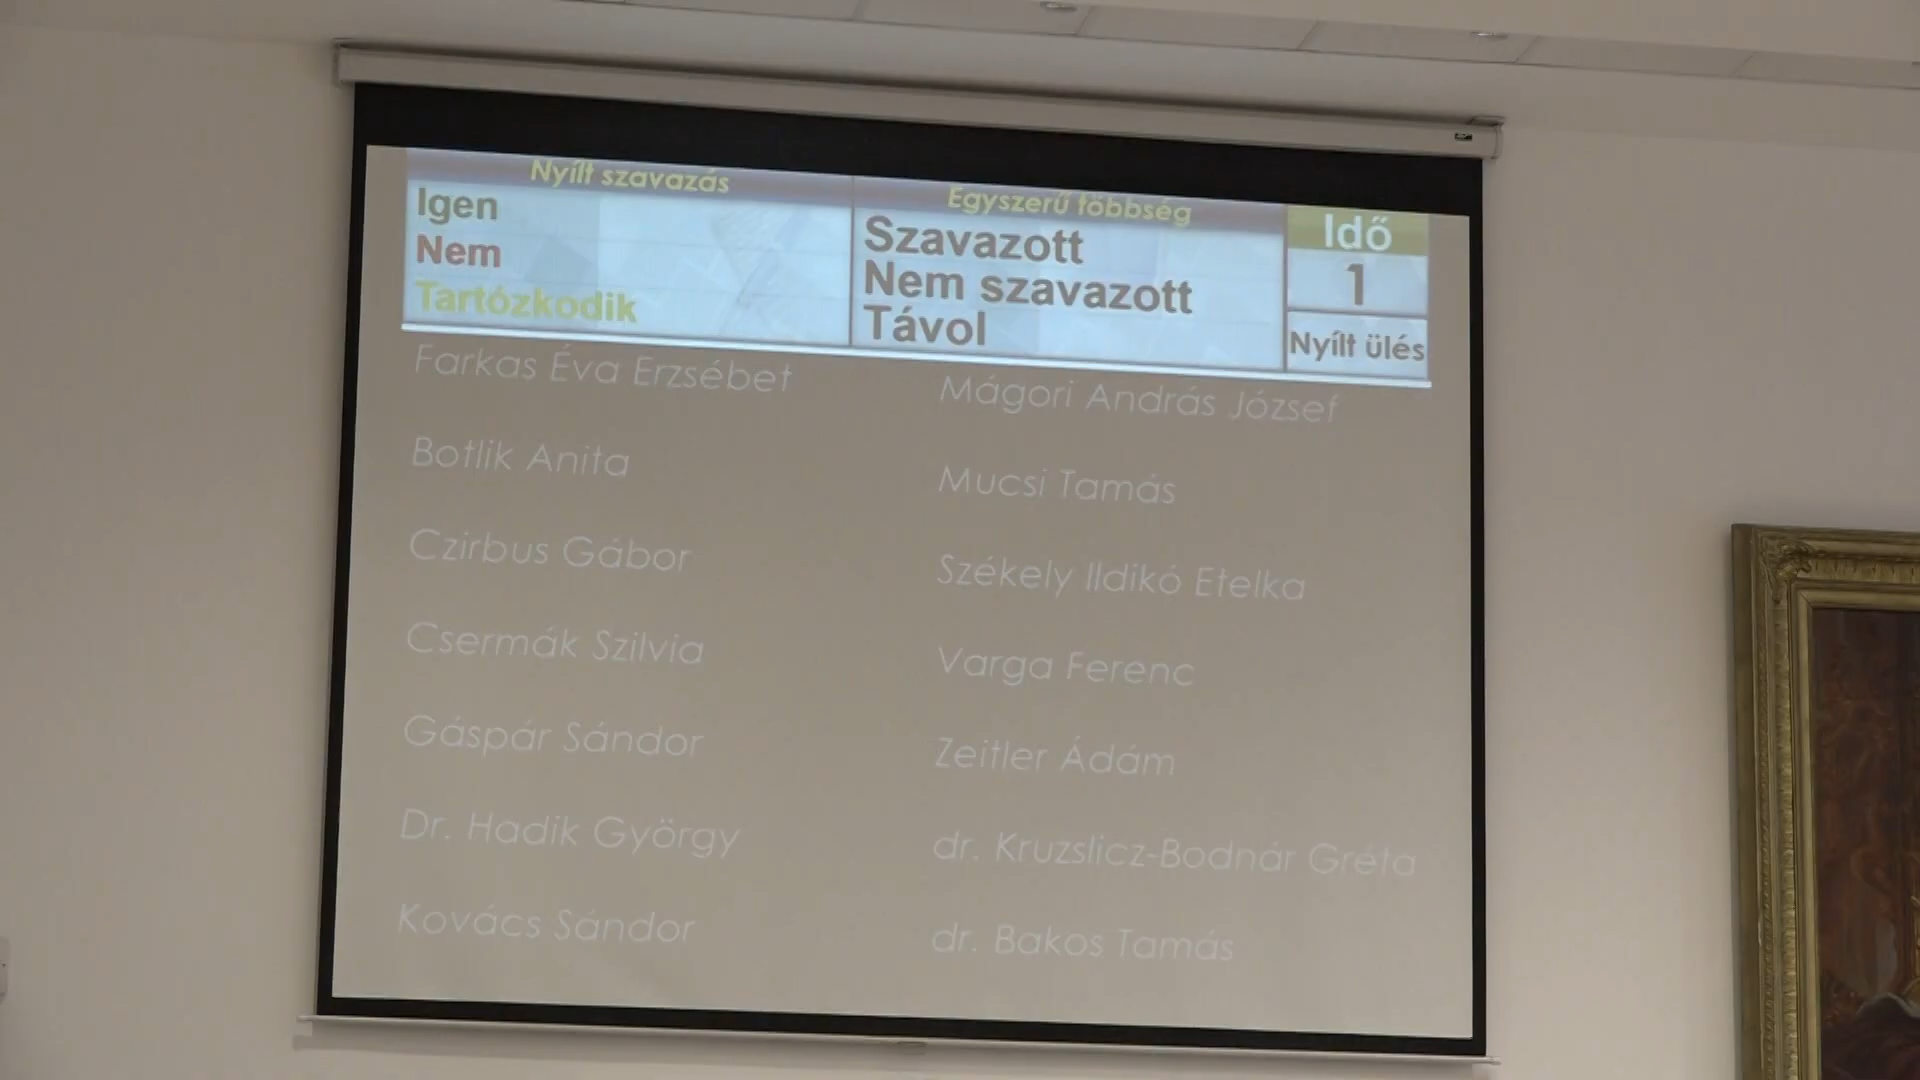 Nyílt szavazás
Igen
Nem
Tartózkodik
Egyszerű többség
Szavazott
Nem szavazott
Távol
Idő
1
Nyílt ülés
Farkas Éva Erzsébet
Botlik Anita
Czirbus Gábor
Csermák Szilvia
Gáspár Sándor
Dr. Hadik György
Kovács Sándor
Mágori András József
Mucsi Tamás
Székely Ildikó Etelka
Varga Ferenc
Zeitler Ádám
dr. Kruzslicz-Bodnár Gréta
dr. Bakos Tamás